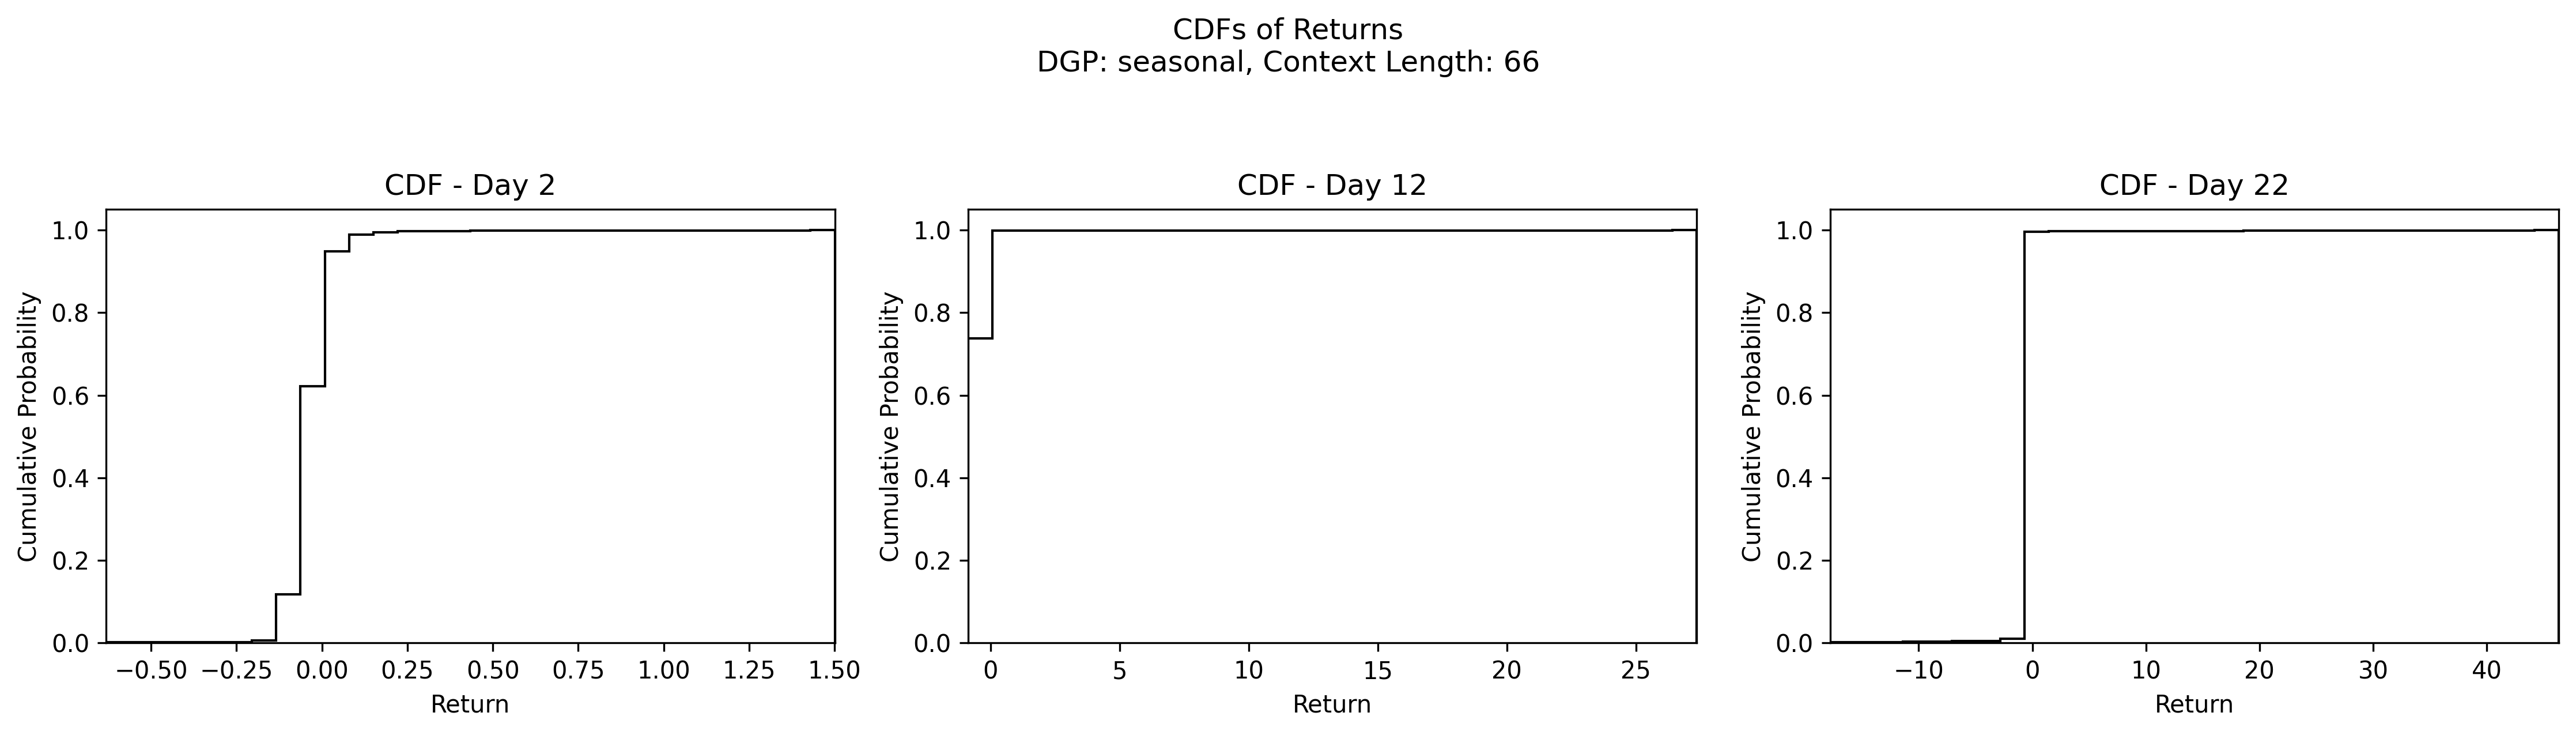 CDFs of Returns
DGP: seasonal, Context Length: 66
CDF - Day 2
Cumulative Probability
1.0
0.8
0.6
0.4
0.2
0.0
−0.50 −0.25 0.00 0.25 0.50 0.75 1.00 1.25 1.50
Return
CDF - Day 12
Cumulative Probability
1.0
0.8
0.6
0.4
0.2
0.0
0 5 10 15 20 25
Return
CDF - Day 22
Cumulative Probability
1.0
0.8
0.6
0.4
0.2
0.0
−10 0 10 20 30 40
Return